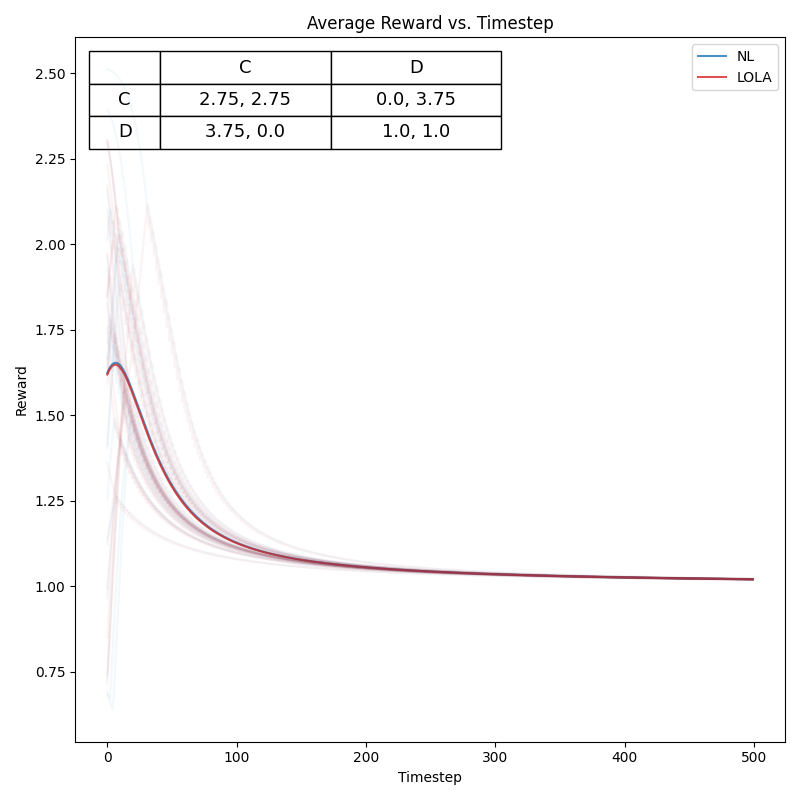 Average Reward vs. Timestep
C D
C 2.75, 2.75 0.0, 3.75
D 3.75, 0.0 1.0, 1.0
NL
LOLA
2.50
2.25
2.00
1.75
1.50
1.25
1.00
0.75
Reward
0 100 200 300 400 500
Timestep